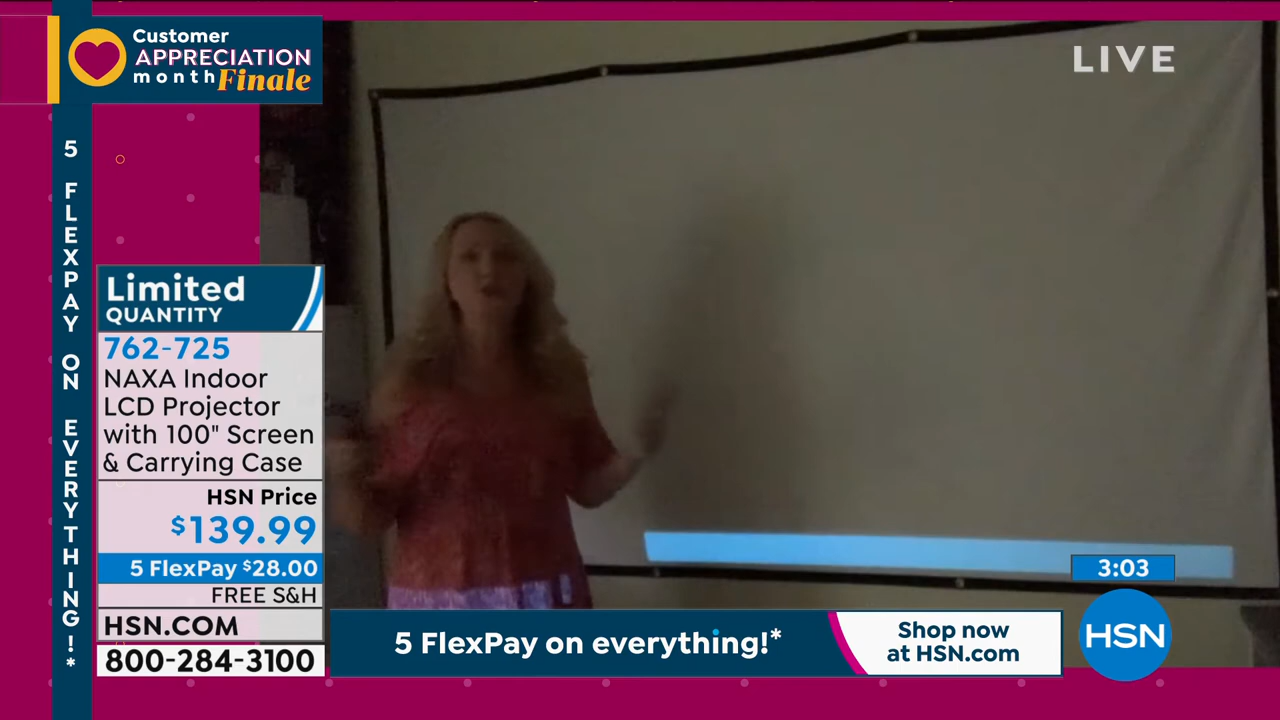 Customer
APPRECIATION
month Finale
LIVE
5 FLEXPAY ON EVERYTHING!*
Limited
QUANTITY
762-725
NAXA Indoor
LCD Projector
with 100" Screen
& Carrying Case
HSN Price
$139.99
5 FlexPay $28.00
FREE S&H
HSN.COM
800-284-3100
5 FlexPay on everything!*
Shop now
at HSN.com
3:03
HSN